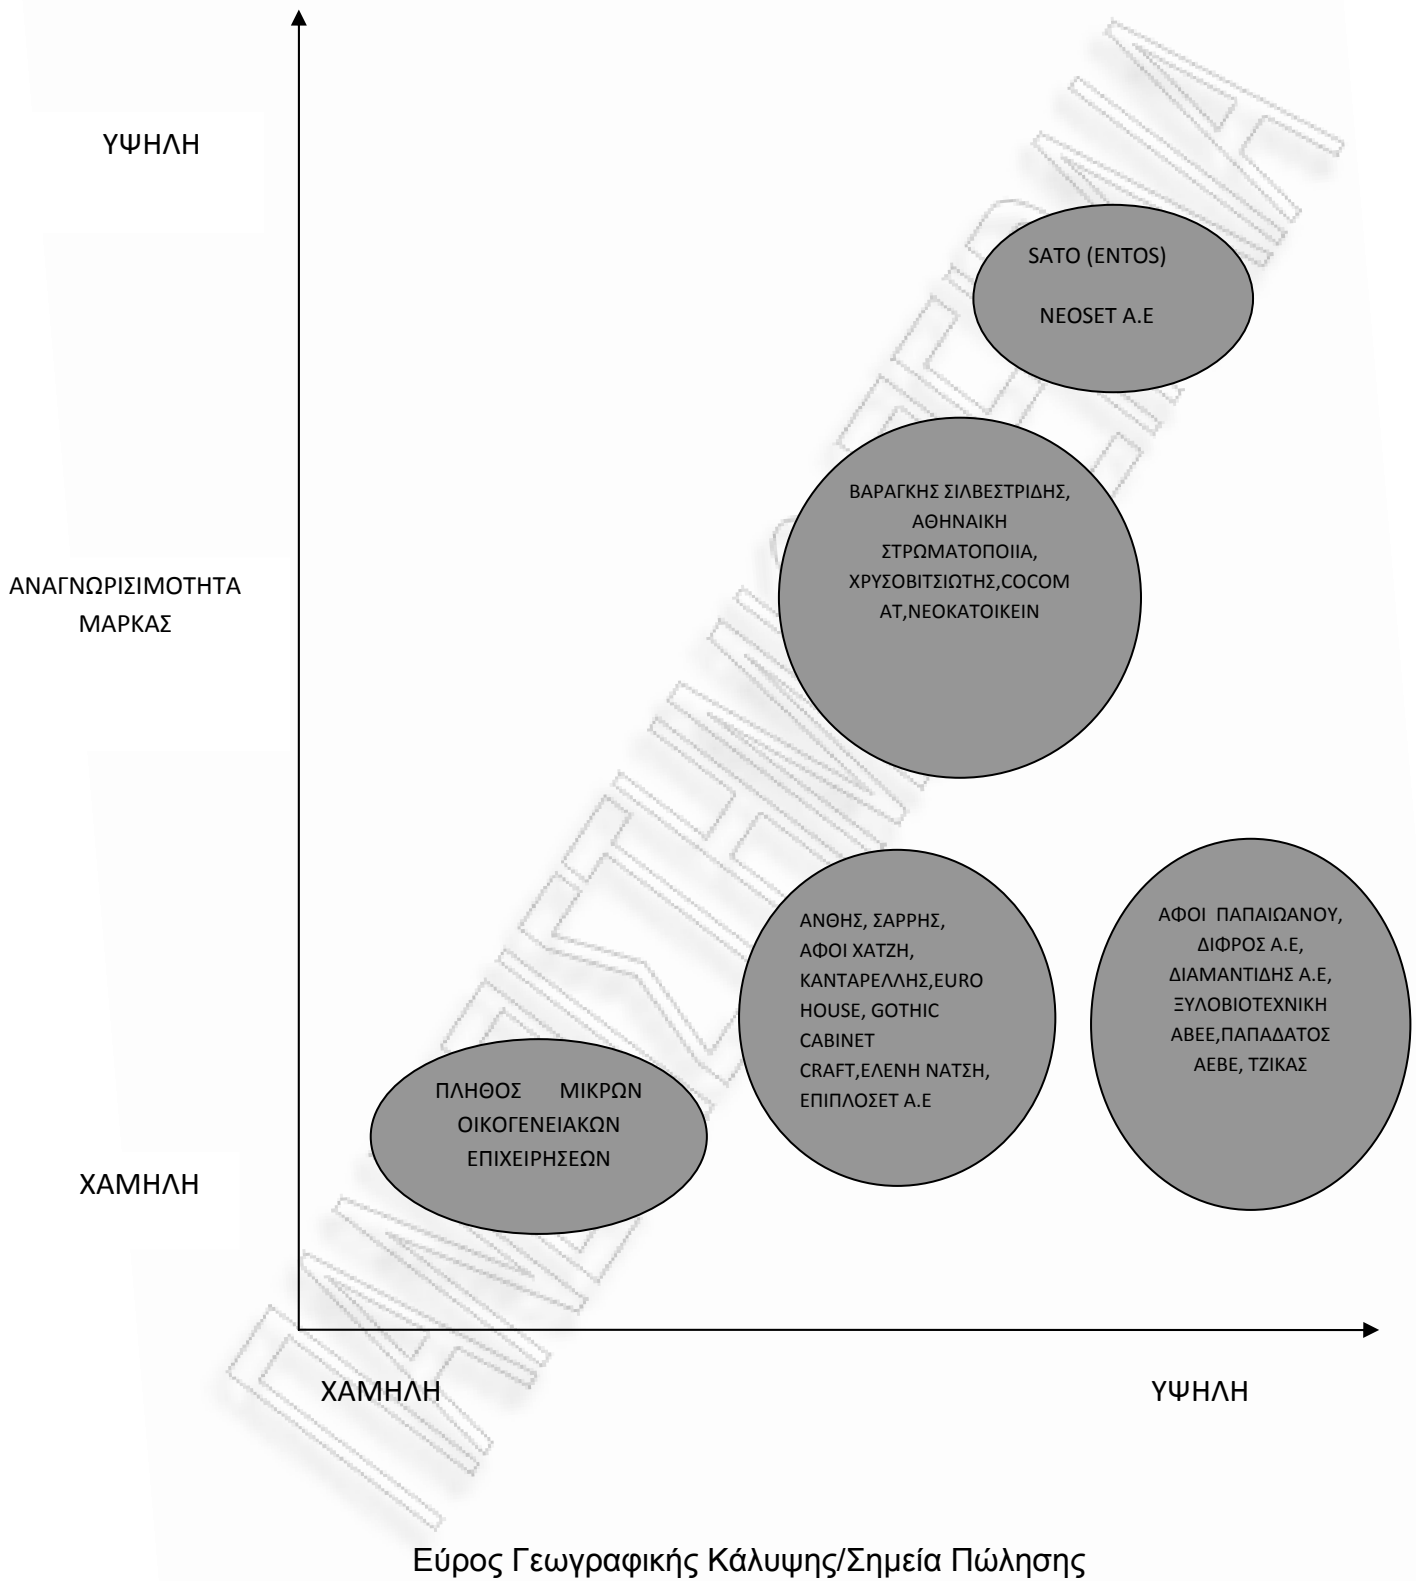 ΥΨΗΛΗ
SATO (ENTOS)
NEOSET A.E
ΒΑΡΑΓΚΗΣ ΣΙΛΒΕΣΤΡΙΔΗΣ,
ΑΘΗΝΑΙΚΗ
ΣΤΡΩΜΑΤΟΠΟΙΙΑ,
ΧΡΥΣΟΒΙΤΣΙΩΤΗΣ,COCOM
AT,ΝΕΟΚΑΤΟΙΚΕΙΝ
ΑΝΑΓΝΩΡΙΣΙΜΟΤΗΤΑ
ΜΑΡΚΑΣ
ΑΝΘΗΣ, ΣΑΡΡΗΣ,
ΑΦΟΙ ΧΑΤΖΗ,
ΚΑΝΤΑΡΕΛΛΗΣ,EURO
HOUSE, GOTHIC
CABINET
CRAFT,ΕΛΕΝΗ ΝΑΤΣΗ,
ΕΠΙΠΛΟΣΕΤ Α.Ε
ΑΦΟΙ ΠΑΠΑΙΩΑΝΟΥ,
ΔΙΦΡΟΣ Α.Ε,
ΔΙΑΜΑΝΤΙΔΗΣ Α.Ε,
ΞΥΛΟΒΙΟΤΕΧΝΙΚΗ
ΑΒΕΕ,ΠΑΠΑΔΑΤΟΣ
ΑΕΒΕ, ΤΖΙΚΑΣ
ΠΛΗΘΟΣ ΜΙΚΡΩΝ
ΟΙΚΟΓΕΝΕΙΑΚΩΝ
ΕΠΙΧΕΙΡΗΣΕΩΝ
ΧΑΜΗΛΗ
ΧΑΜΗΛΗ ΥΨΗΛΗ
Εύρος Γεωγραφικής Κάλυψης/Σημεία Πώλησης